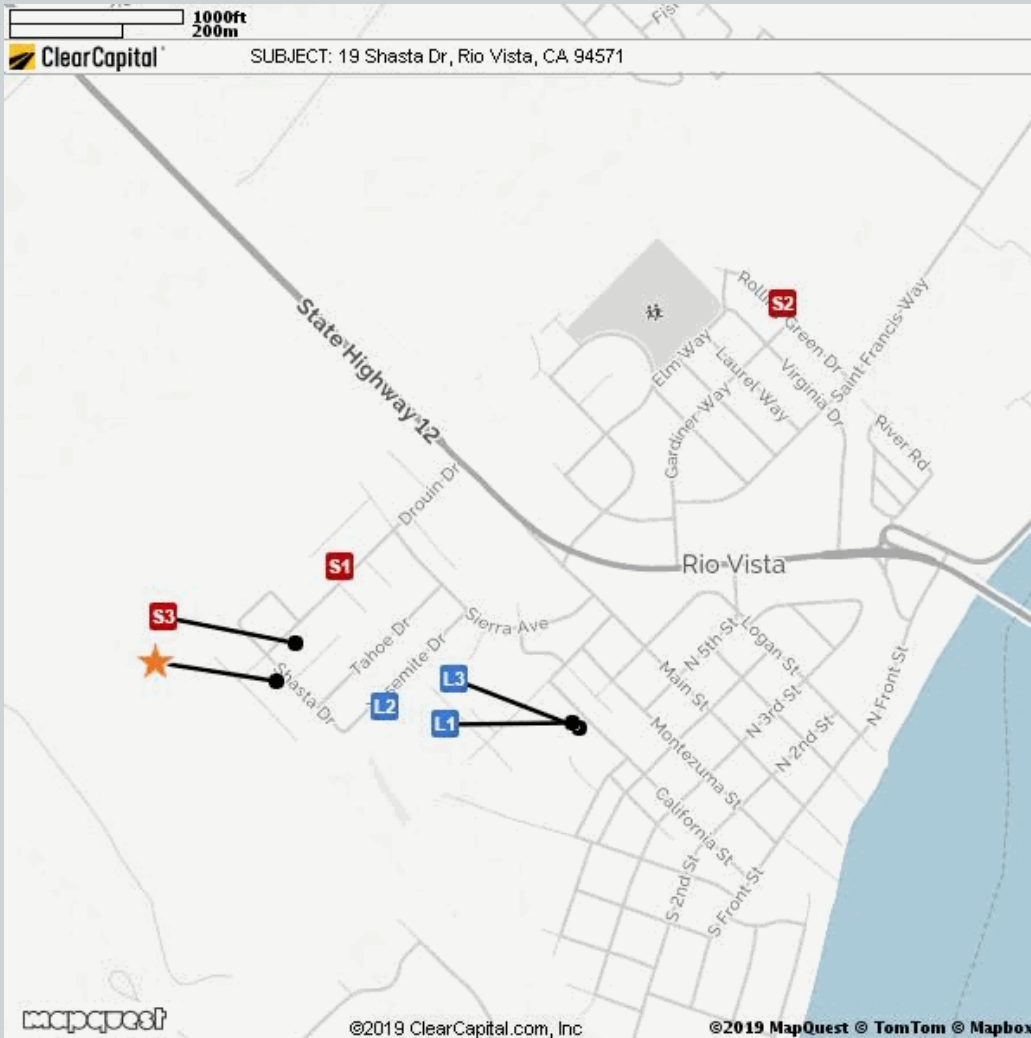 1000ft
200m
ClearCapital
SUBJECT: 19 Shasta Dr, Rio Vista, CA 94571
State Highway 12
S2
Rolling Green Dr
Saint Francis Way
Elm Way
Laurel Way
Virginia Dr
Gardiner Way
River Rd
Drouin Dr
Rio Vista
S1
S3
Sierra Ave
Tahoe Dr
Shasta Dr
L3
L2
L1
N 5th St
Logan St
Main St
N 3rd St
N 2nd St
N Front St
Montezuma St
California St
S 2nd St
S Front St
mapquest
©2019 ClearCapital.com, Inc
©2019 MapQuest © TomTom © Mapbox